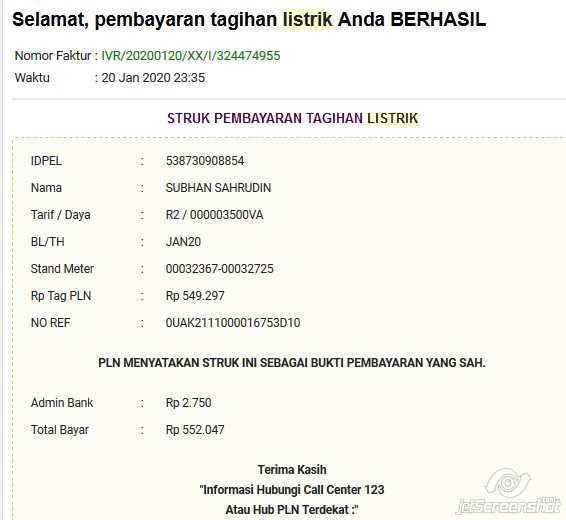 Selamat, pembayaran tagihan listrik Anda BERHASIL
Nomor Faktur : IVR/20200120/XX/I/324474955
Waktu : 20 Jan 2020 23:35
STRUK PEMBAYARAN TAGIHAN LISTRIK
IDPEL : 538730908854
Nama : SUBHAN SAHRUDIN
Tarif / Daya : R2 / 000003500VA
BL/TH : JAN20
Stand Meter : 00032367-00032725
Rp Tag PLN : Rp 549.297
NO REF : 0UAK2111000016753D10
PLN MENYATAKAN STRUK INI SEBAGAI BUKTI PEMBAYARAN YANG SAH.
Admin Bank : Rp 2.750
Total Bayar : Rp 552.047
Terima Kasih
"Informasi Hubungi Call Center 123
Atau Hub PLN Terdekat :"
jetScreenshot.com